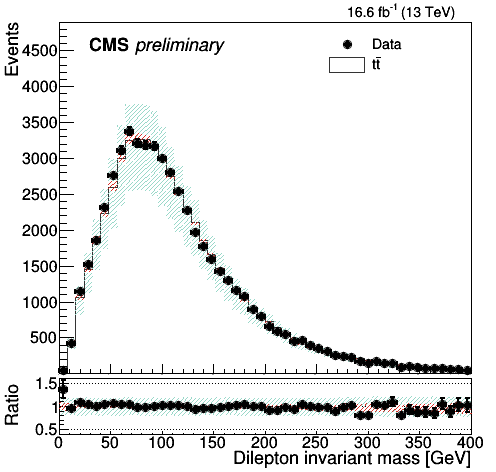 16.6 fb⁻¹ (13 TeV)
CMS preliminary
Data
tt̄
Events
4500
4000
3500
3000
2500
2000
1500
1000
500
Ratio
1.5
1
0.5
0 50 100 150 200 250 300 350 400
Dilepton invariant mass [GeV]